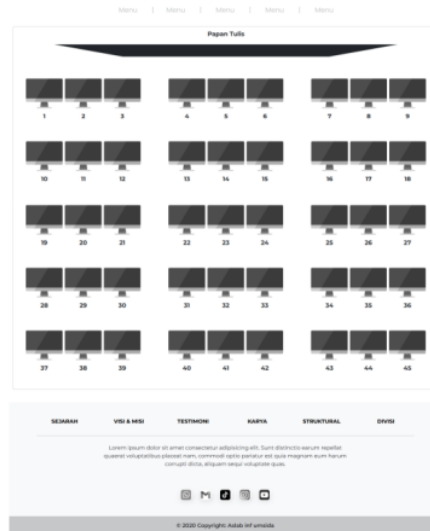 Menu | Menu | Menu | Menu | Menu
Papan Tulis
1 2 3 4 5 6 7 8 9
10 11 12 13 14 15 16 17 18
19 20 21 22 23 24 25 26 27
28 29 30 31 32 33 34 35 36
37 38 39 40 41 42 43 44 45
SEJARAH VISI & MISI TESTIMONI KARYA STRUKTURAL DIVISI
Lorem ipsum dolor sit amet consectetur adipisicing elit. Sunt distinctio earum repellat
quaerat voluptatibus placeat nam, commodi optio pariatur est quia magnam eum harum
corrupti dicta, aliquam sequi voluptate quas.
© 2020 Copyright: Aslab inf umsida